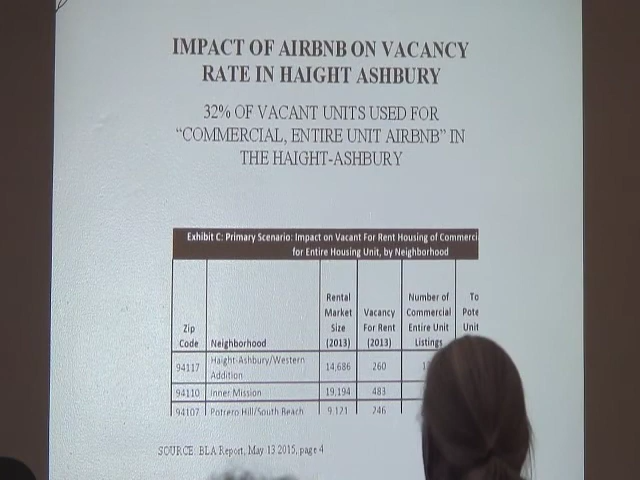 IMPACT OF AIRBNB ON VACANCY
RATE IN HAIGHT ASHBURY
32% OF VACANT UNITS USED FOR
“COMMERCIAL, ENTIRE UNIT AIRBNB” IN
THE HAIGHT-ASHBURY
Exhibit C: Primary Scenario: Impact on Vacant For Rent Housing of Commerci
for Entire Housing Unit, by Neighborhood
Zip Code Neighborhood Rental Market Size (2013) Vacancy For Rent (2013) Number of Commercial Entire Unit Listings To Pote Unit
94117 Haight-Ashbury/Western Addition 14,686 260
94110 Inner Mission 19,194 483
94107 Potrero Hill/South Beach 9,121 246
SOURCE: BLA Report, May 13 2015, page 4